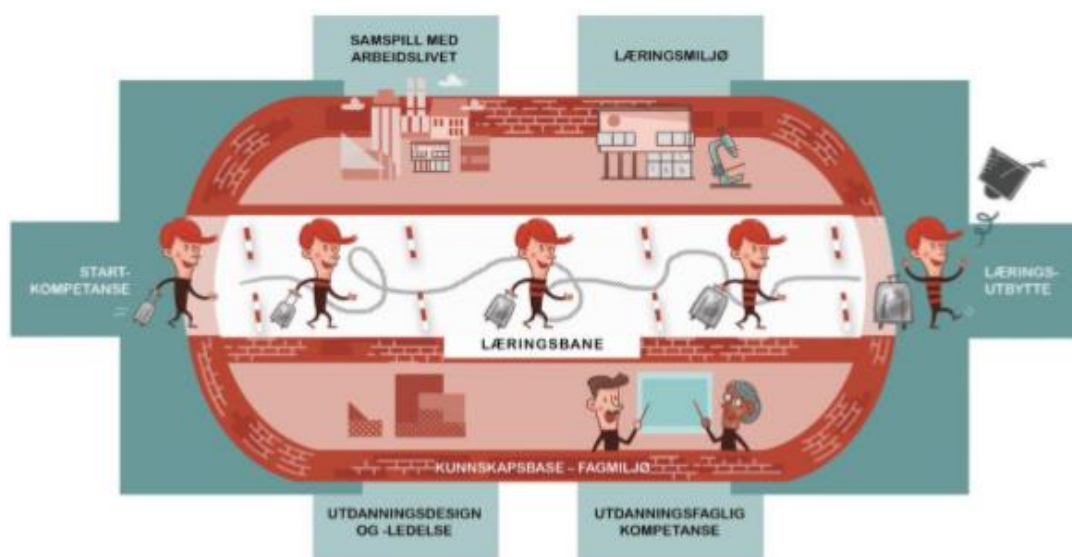 SAMSPILL MED
ARBEIDSLIVET
LÆRINGSMILJØ
START-
KOMPETANSE
LÆRINGS-
UTBYTTE
LÆRINGSBANE
KUNNSKAPSBASE – FAGMILJØ
UTDANNINGSDESIGN
OG -LEDELSE
UTDANNINGSFAGLIG
KOMPETANSE